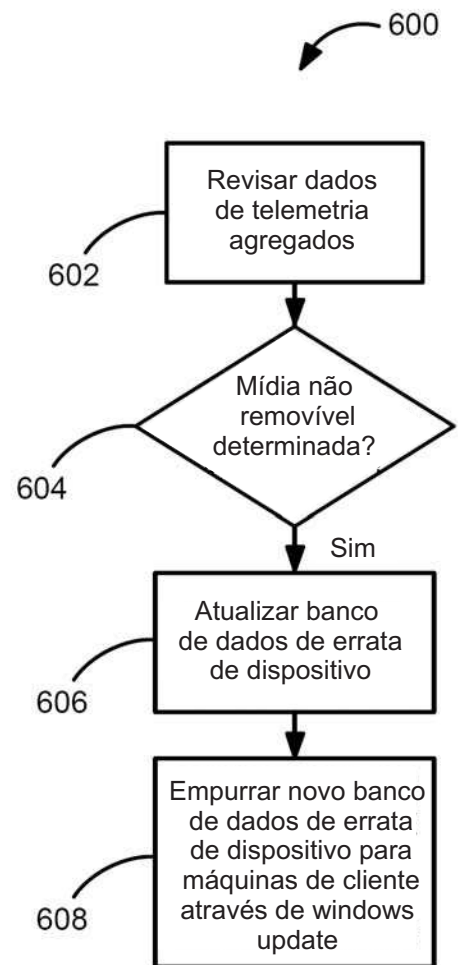 600
Revisar dados
de telemetria
agregados
602
Mídia não
removível
determinada?
604
Sim
Atualizar banco
de dados de errata
de dispositivo
606
Empurrar novo banco
de dados de errata
de dispositivo para
máquinas de cliente
através de windows
update
608